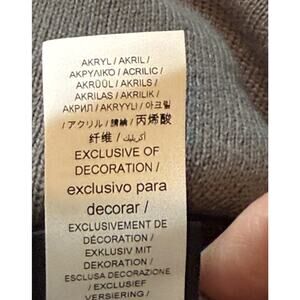 AKRYL / AKRIL /
ΑΚΡΥΛΙΚΟ / ACRILIC /
AKRÜÜL / AKRILS /
AKRILAS / AKRILIK /
АКРИЛ / AKRYYLI / 아크릴
/ アクリル / 腈綸 / 丙烯酸
纤维 / أكريليك /
EXCLUSIVE OF
DECORATION /
exclusivo para
decorar /
EXCLUSIVEMENT DE
DÉCORATION /
EXKLUSIV MIT
DEKORATION /
ESCLUSA DECORAZIONE
/ EXCLUSIEF
VERSIERING /